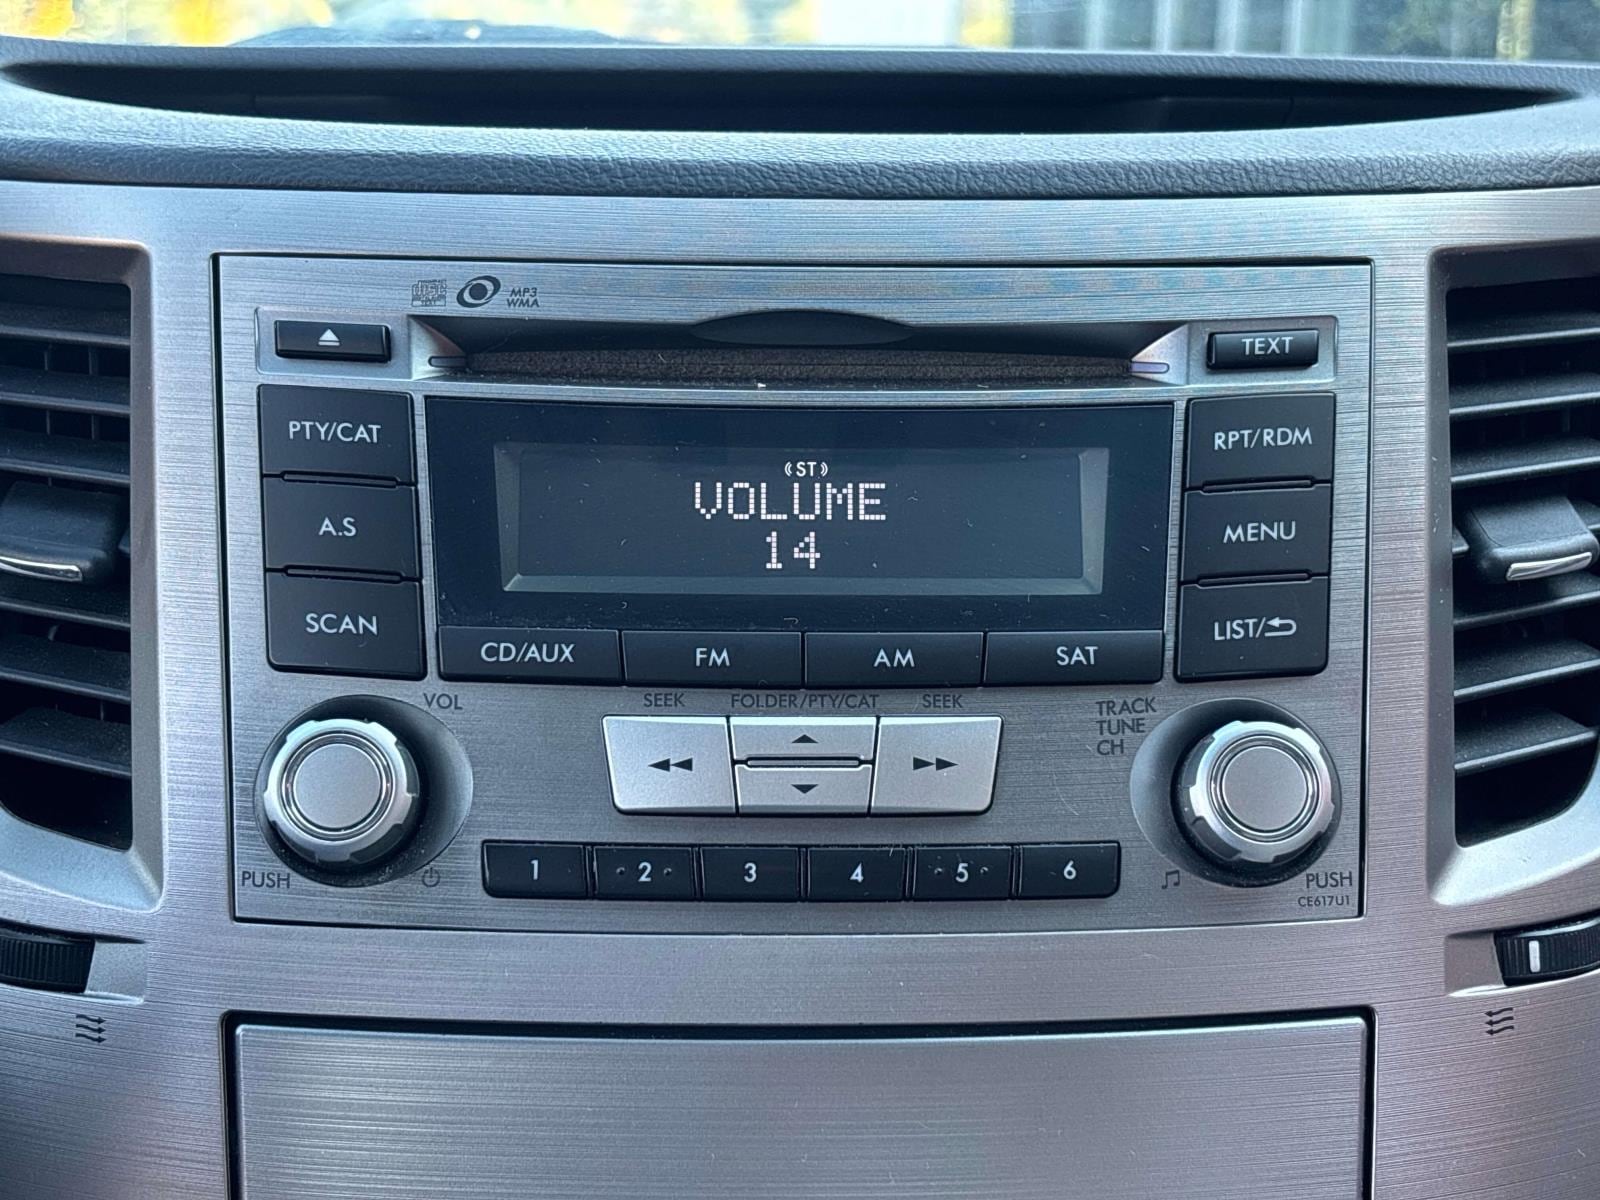 MP3
WMA
TEXT
PTY/CAT
RPT/RDM
(ST)
VOLUME
14
A.S
MENU
SCAN
LIST/
CD/AUX
FM
AM
SAT
VOL
SEEK
FOLDER/PTY/CAT
SEEK
TRACK
TUNE
CH
PUSH
1
2
3
4
5
6
PUSH
CE617U1